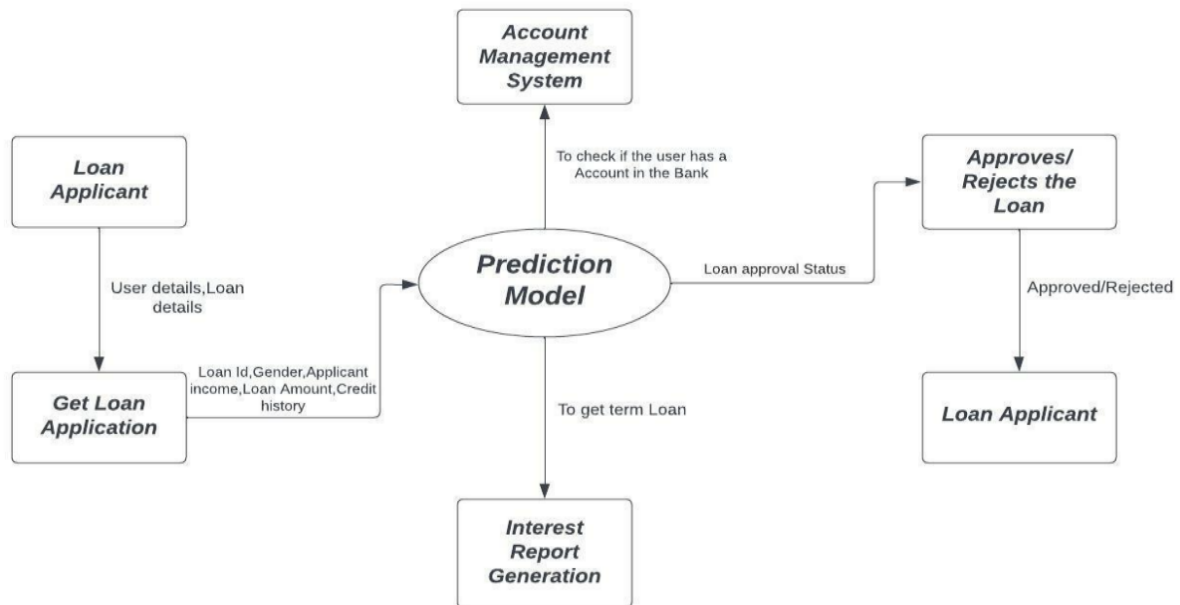 Account
Management
System
Loan
Applicant
To check if the user has a
Account in the Bank
Approves/
Rejects the
Loan
Prediction
Model
Loan approval Status
User details,Loan
details
Approved/Rejected
Loan Id,Gender,Applicant
income,Loan Amount,Credit
history
Get Loan
Application
To get term Loan
Loan Applicant
Interest
Report
Generation